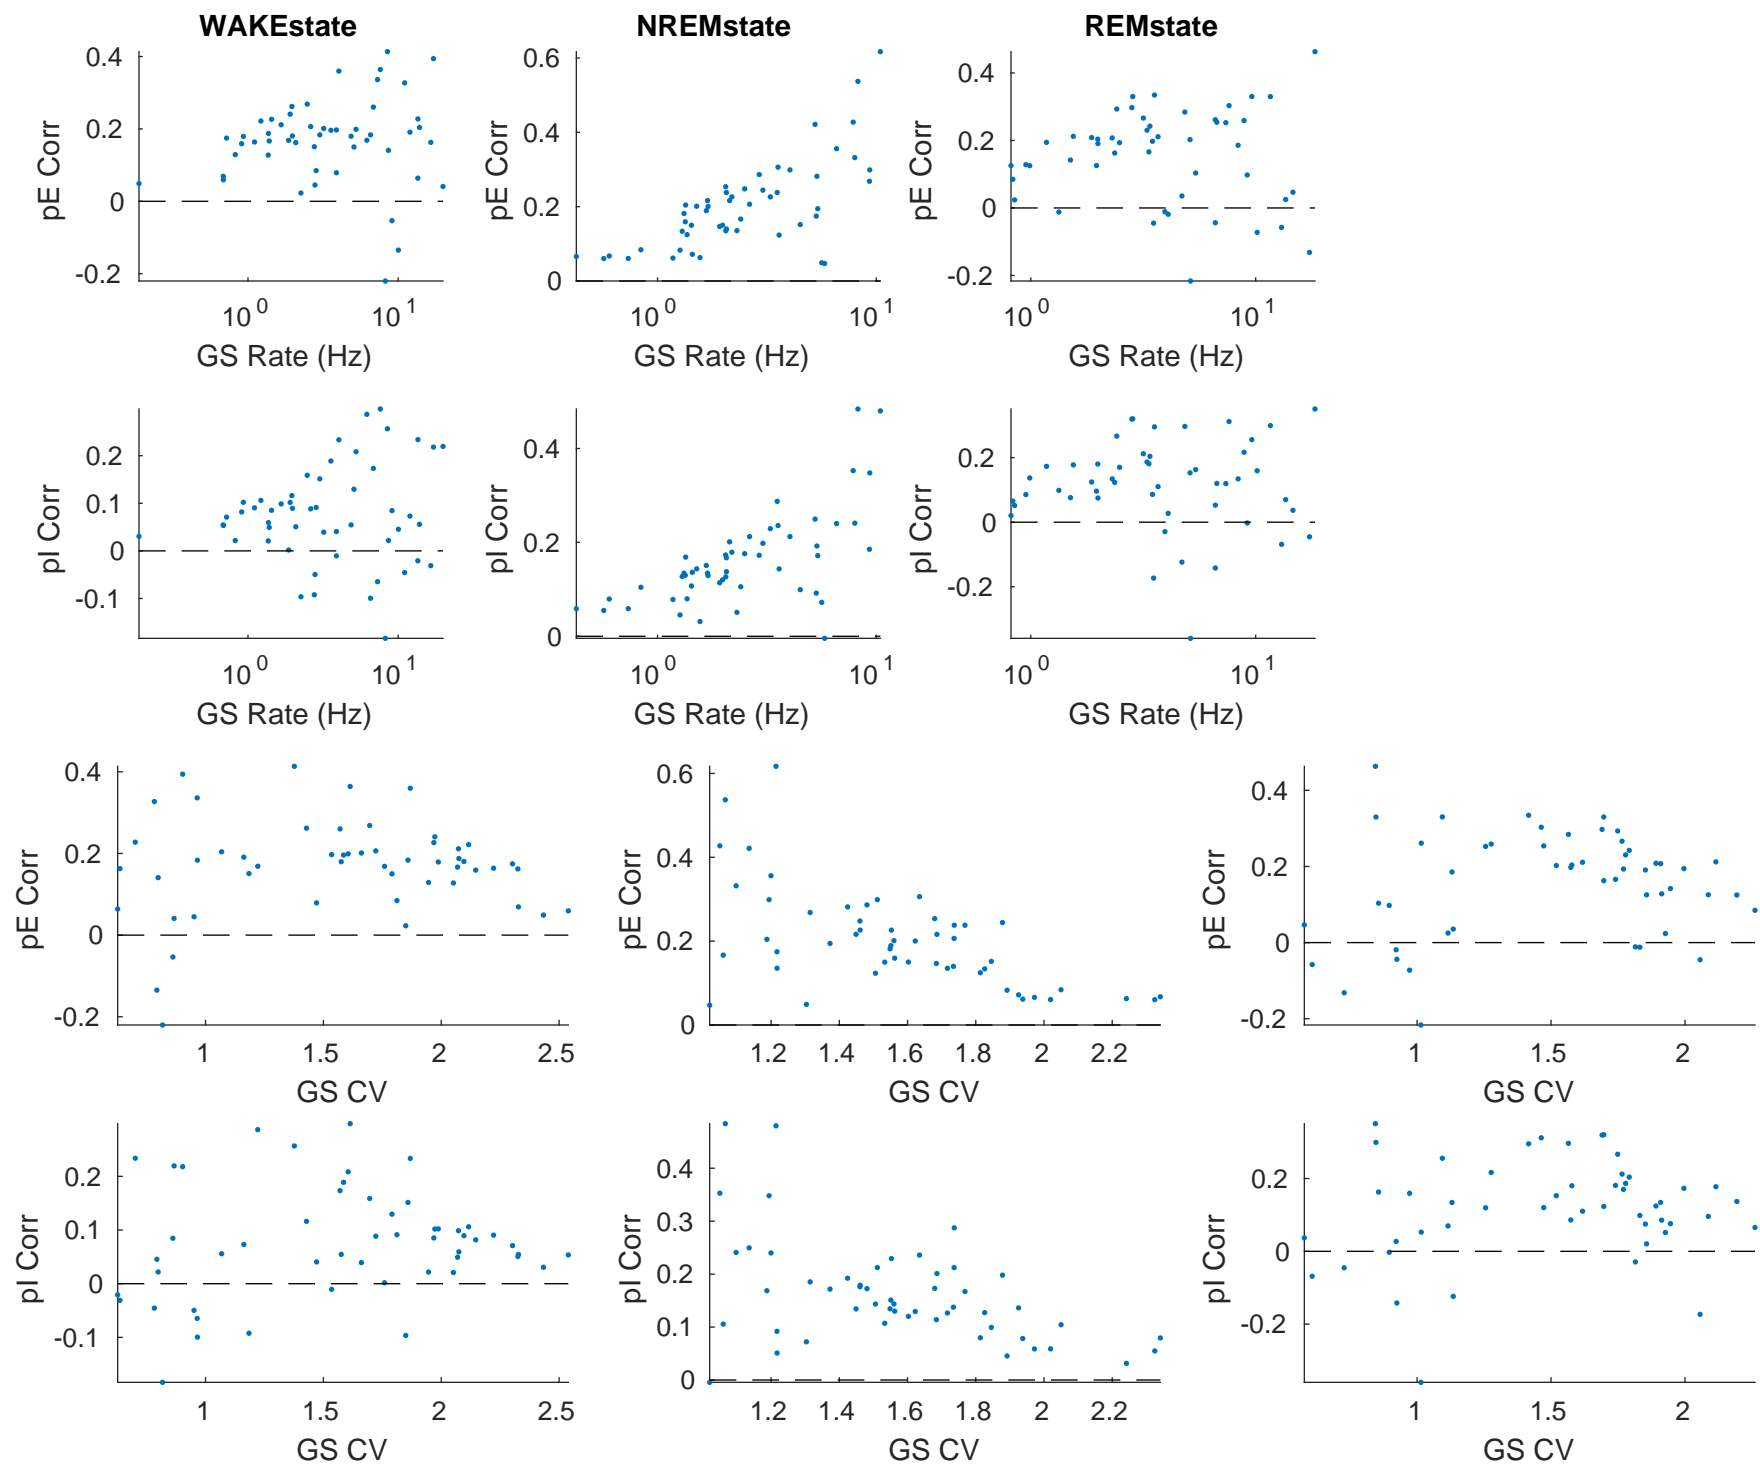 WAKEstate NREMstate REMstate
0.4 0.2 0 -0.2 pE Corr 10^0 10^1 GS Rate (Hz)
0.6 0.4 0.2 0 pE Corr 10^0 10^1 GS Rate (Hz)
0.4 0.2 0 -0.2 pE Corr 10^0 10^1 GS Rate (Hz)
0.2 0.1 0 -0.1 pI Corr 10^0 10^1 GS Rate (Hz)
0.4 0.2 0 pI Corr 10^0 10^1 GS Rate (Hz)
0.2 0 -0.2 pI Corr 10^0 10^1 GS Rate (Hz)
0.4 0.2 0 -0.2 pE Corr 1 1.5 2 2.5 GS CV
0.6 0.4 0.2 0 pE Corr 1.2 1.4 1.6 1.8 2 2.2 GS CV
0.4 0.2 0 -0.2 pE Corr 1 1.5 2 GS CV
0.2 0.1 0 -0.1 pI Corr 1 1.5 2 2.5 GS CV
0.4 0.3 0.2 0.1 0 pI Corr 1.2 1.4 1.6 1.8 2 2.2 GS CV
0.2 0 -0.2 pI Corr 1 1.5 2 GS CV